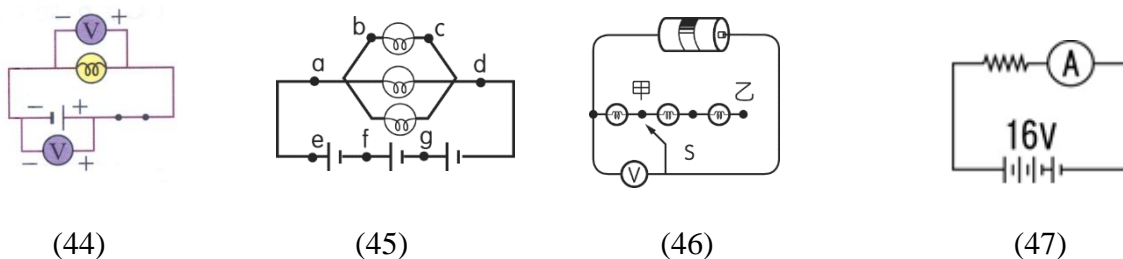 − V +
− +
− V +
(44)
b c
a d
e f g
(45)
甲 乙
S
V
(46)
A
16V
(47)